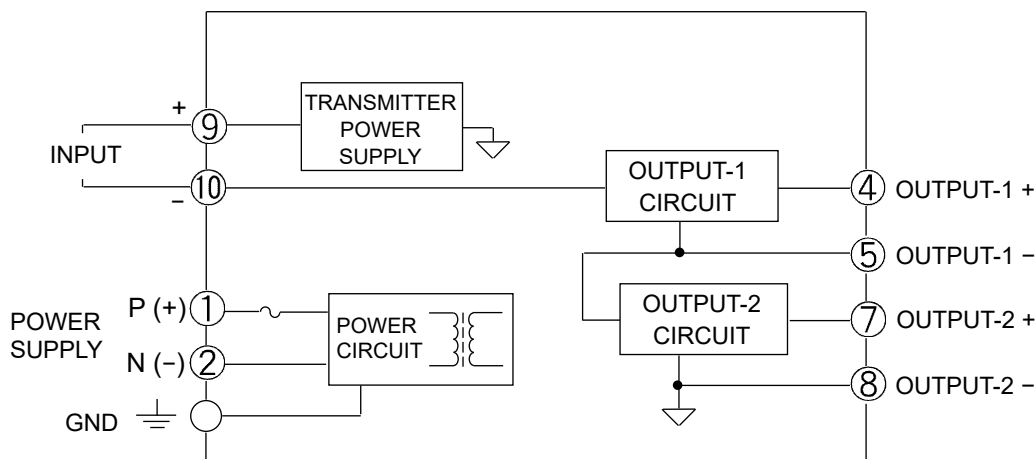 +
9
INPUT
10
−
TRANSMITTER
POWER
SUPPLY
OUTPUT-1
CIRCUIT
4
OUTPUT-1 +
5
OUTPUT-1 −
POWER
SUPPLY
P (+)
1
N (−)
2
GND
POWER
CIRCUIT
OUTPUT-2
CIRCUIT
7
OUTPUT-2 +
8
OUTPUT-2 −